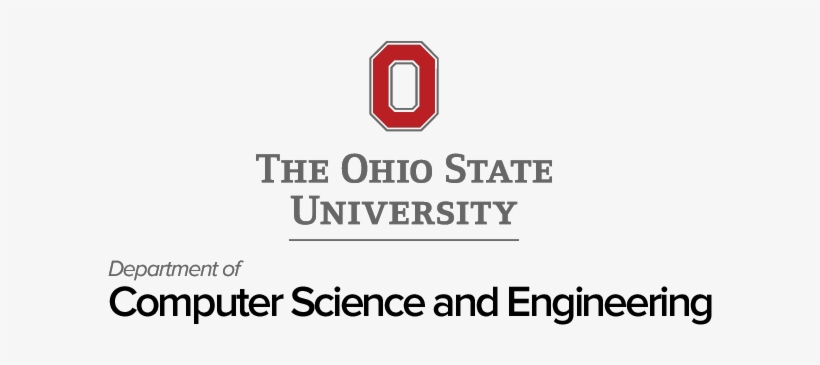 O
THE OHIO STATE
UNIVERSITY
Department of
Computer Science and Engineering